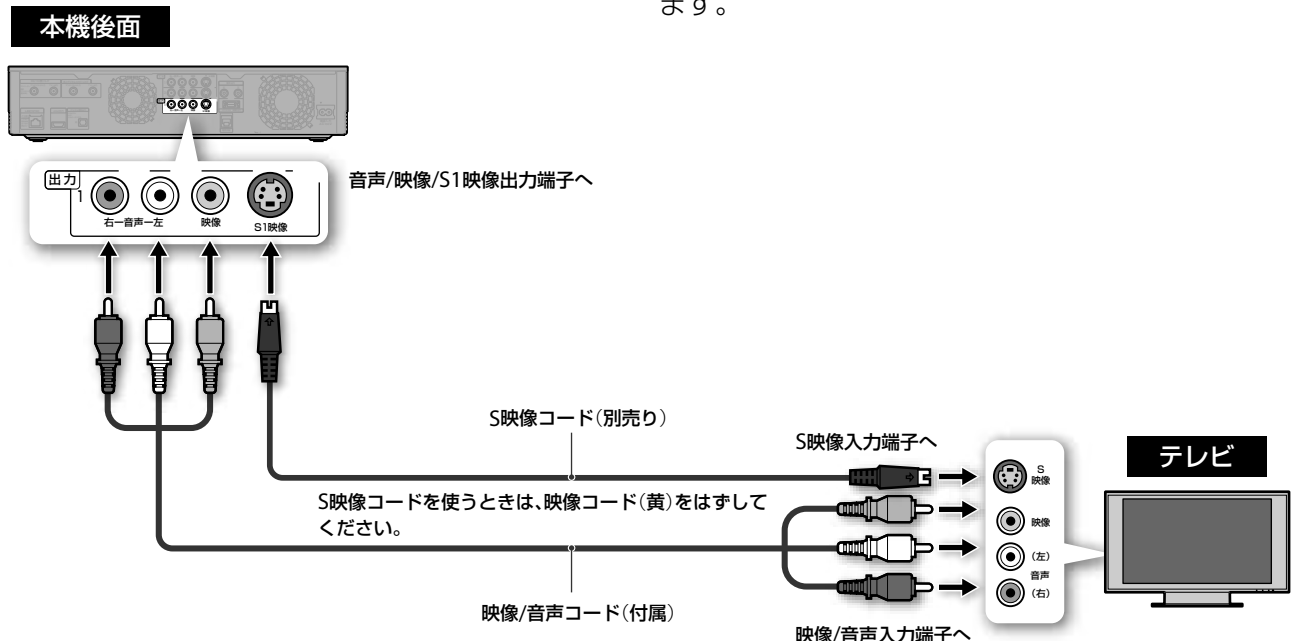 ます。
本機後面
出力
1
右ー音声ー左
映像
S1映像
音声/映像/S1映像出力端子へ
S映像コード（別売り）
S映像入力端子へ
テレビ
S映像コードを使うときは、映像コード（黄）をはずして
ください。
S
映像
映像
（左）
音声
（右）
映像/音声コード（付属）
映像/音声入力端子へ